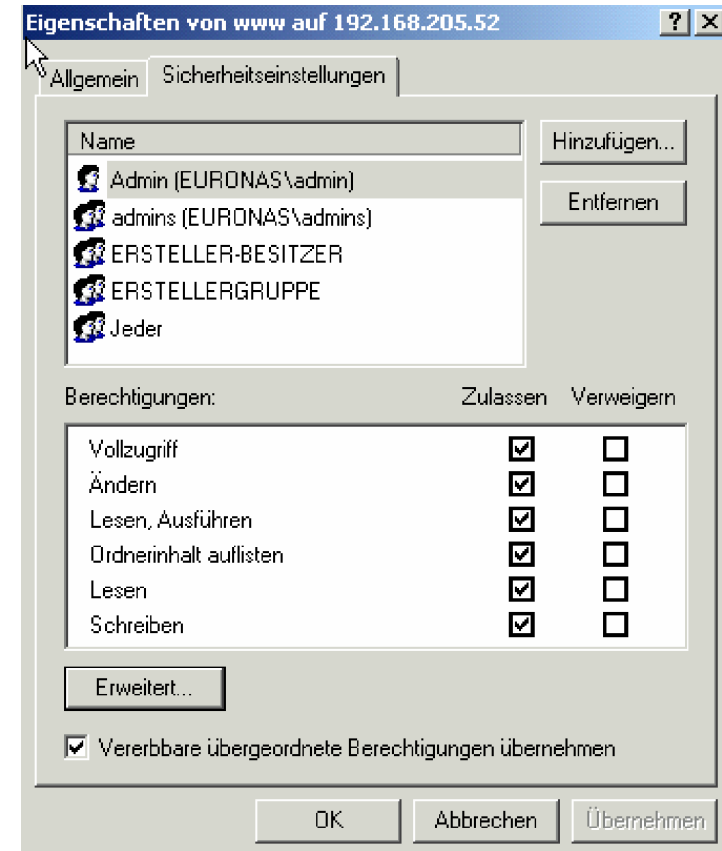 Eigenschaften von www auf 192.168.205.52
Allgemein Sicherheitseinstellungen
Name
Hinzufügen...
Admin (EURONAS\admin)
Entfernen
admins (EURONAS\admins)
ERSTELLER-BESITZER
ERSTELLERGRUPPE
Jeder
Berechtigungen: Zulassen Verweigern
Vollzugriff
Ändern
Lesen, Ausführen
Ordnerinhalt auflisten
Lesen
Schreiben
Erweitert...
Vererbbare übergeordnete Berechtigungen übernehmen
OK Abbrechen Übernehmen